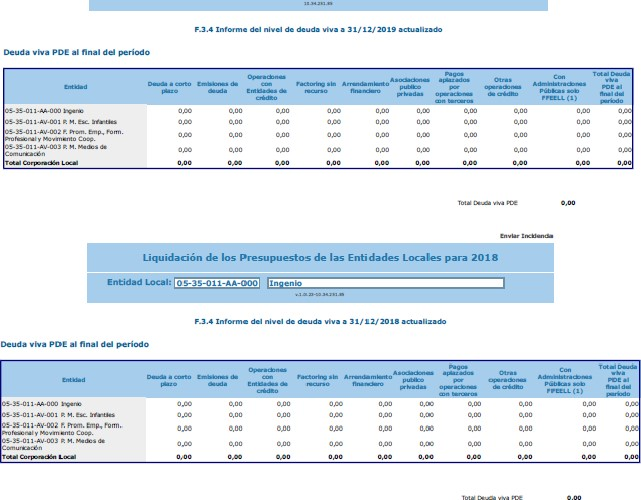 10.34.251.85
F.3.4 Informe del nivel de deuda viva a 31/12/2019 actualizado
Deuda viva PDE al final del período
Entidad Deuda a corto plazo Emisiones de deuda Operaciones con Entidades de crédito Factoring sin recurso Arrendamiento financiero Asociaciones publico privadas Pagos aplazados por operaciones con terceros Otras operaciones de crédito Con Administraciones Públicas solo FFEELL (1) Total Deuda viva PDE al final del período
05-35-011-AA-000 Ingenio 0,00 0,00 0,00 0,00 0,00 0,00 0,00 0,00 0,00 0,00
05-35-011-AV-001 P. M. Esc. Infantiles 0,00 0,00 0,00 0,00 0,00 0,00 0,00 0,00 0,00 0,00
05-35-011-AV-002 F. Prom. Emp., Form. Profesional y Movimiento Coop. 0,00 0,00 0,00 0,00 0,00 0,00 0,00 0,00 0,00 0,00
05-35-011-AV-003 P. M. Medios de Comunicación 0,00 0,00 0,00 0,00 0,00 0,00 0,00 0,00 0,00 0,00
Total Corporación Local 0,00 0,00 0,00 0,00 0,00 0,00 0,00 0,00 0,00 0,00
Total Deuda viva PDE 0,00
Enviar Incidencia
Liquidación de los Presupuestos de las Entidades Locales para 2018
Entidad Local: 05-35-011-AA-000 Ingenio
F.3.4 Informe del nivel de deuda viva a 31/12/2018 actualizado
Deuda viva PDE al final del período
Entidad Deuda a corto plazo Emisiones de deuda Operaciones con Entidades de crédito Factoring sin recurso Arrendamiento financiero Asociaciones publico privadas Pagos aplazados por operaciones con terceros Otras operaciones de crédito Con Administraciones Públicas solo FFEELL (1) Total Deuda viva PDE al final del período
05-35-011-AA-000 Ingenio 0,00 0,00 0,00 0,00 0,00 0,00 0,00 0,00 0,00 0,00
05-35-011-AV-001 P. M. Esc. Infantiles 0,00 0,00 0,00 0,00 0,00 0,00 0,00 0,00 0,00 0,00
05-35-011-AV-002 F. Prom. Emp., Form. Profesional y Movimiento Coop. 0,00 0,00 0,00 0,00 0,00 0,00 0,00 0,00 0,00 0,00
05-35-011-AV-003 P. M. Medios de Comunicación 0,00 0,00 0,00 0,00 0,00 0,00 0,00 0,00 0,00 0,00
Total Corporación Local 0,00 0,00 0,00 0,00 0,00 0,00 0,00 0,00 0,00 0,00
Total Deuda viva PDE 0,00